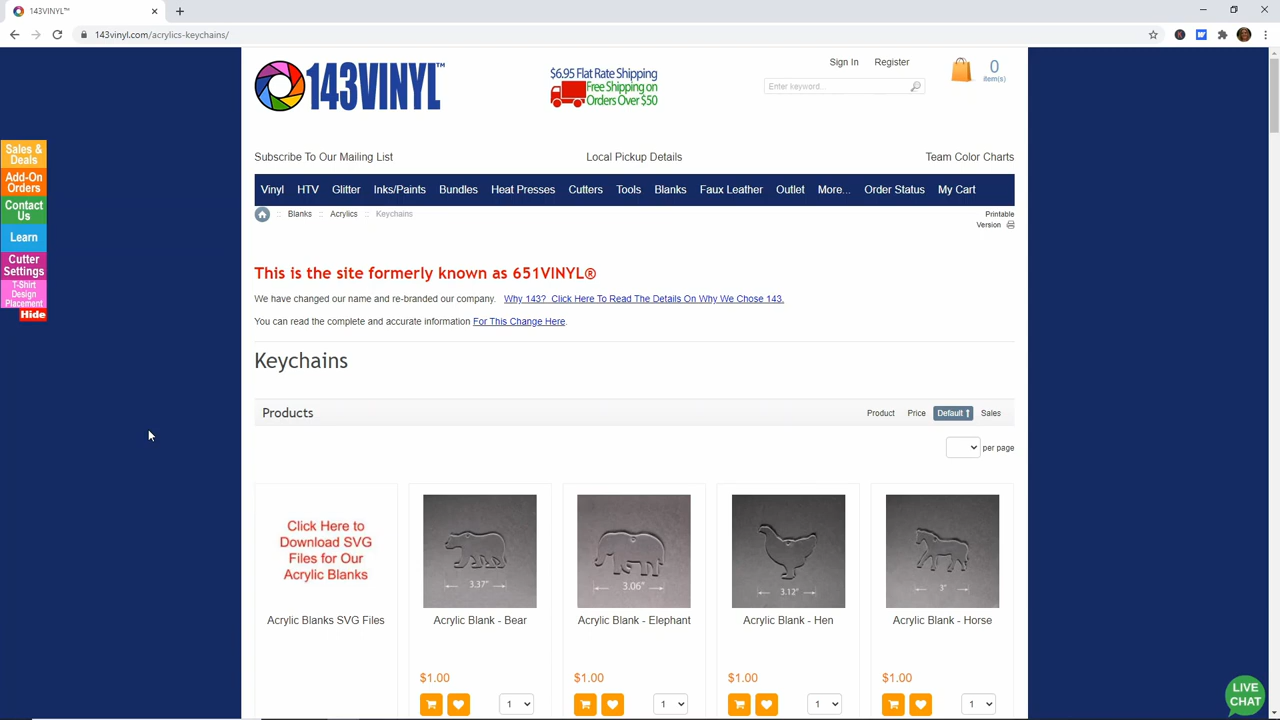 143VINYL™
143vinyl.com/acrylics-keychains/
143VINYL™
$6.95 Flat Rate Shipping
Free Shipping on
Orders Over $50
Sign In
Register
0
item(s)
Enter keyword...
Sales &
Deals
Add-On
Orders
Contact
Us
Learn
Cutter
Settings
T-Shirt
Design
Placement
Hide
Subscribe To Our Mailing List
Local Pickup Details
Team Color Charts
Vinyl HTV Glitter Inks/Paints Bundles Heat Presses Cutters Tools Blanks Faux Leather Outlet More... Order Status My Cart
:: Blanks :: Acrylics :: Keychains
Printable
Version
This is the site formerly known as 651VINYL®
We have changed our name and re-branded our company. Why 143? Click Here To Read The Details On Why We Chose 143.
You can read the complete and accurate information For This Change Here.
Keychains
Products
Product Price Default Sales
per page
Click Here to
Download SVG
Files for Our
Acrylic Blanks
3.37"
3.06"
3.12"
3"
Acrylic Blanks SVG Files
Acrylic Blank - Bear
Acrylic Blank - Elephant
Acrylic Blank - Hen
Acrylic Blank - Horse
$1.00
$1.00
$1.00
$1.00
1
1
1
1
LIVE
CHAT